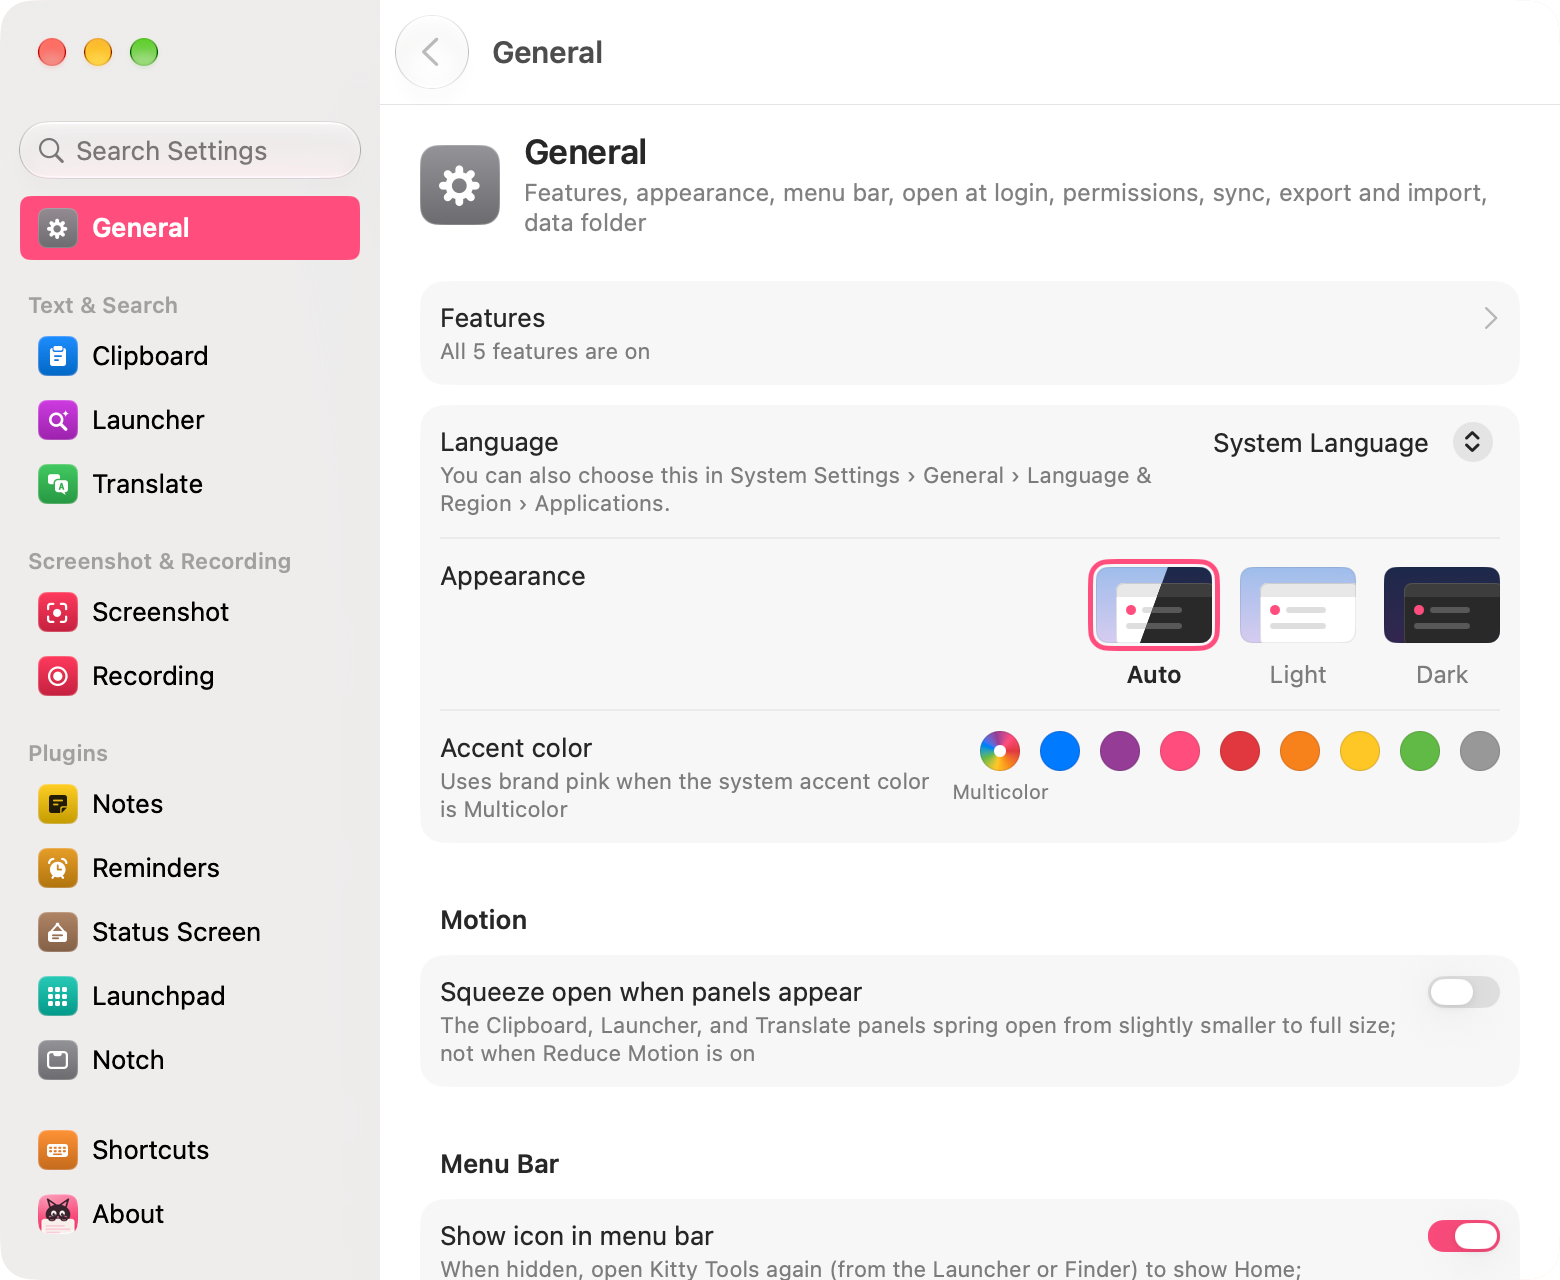 General
Search Settings
General
Text & Search
Clipboard
Launcher
Translate
Screenshot & Recording
Screenshot
Recording
Plugins
Notes
Reminders
Status Screen
Launchpad
Notch
Shortcuts
About
General
Features, appearance, menu bar, open at login, permissions, sync, export and import,
data folder
Features
All 5 features are on
Language
System Language
You can also choose this in System Settings › General › Language &
Region › Applications.
Appearance
Auto
Light
Dark
Accent color
Uses brand pink when the system accent color
is Multicolor
Multicolor
Motion
Squeeze open when panels appear
The Clipboard, Launcher, and Translate panels spring open from slightly smaller to full size;
not when Reduce Motion is on
Menu Bar
Show icon in menu bar
When hidden, open Kitty Tools again (from the Launcher or Finder) to show Home;